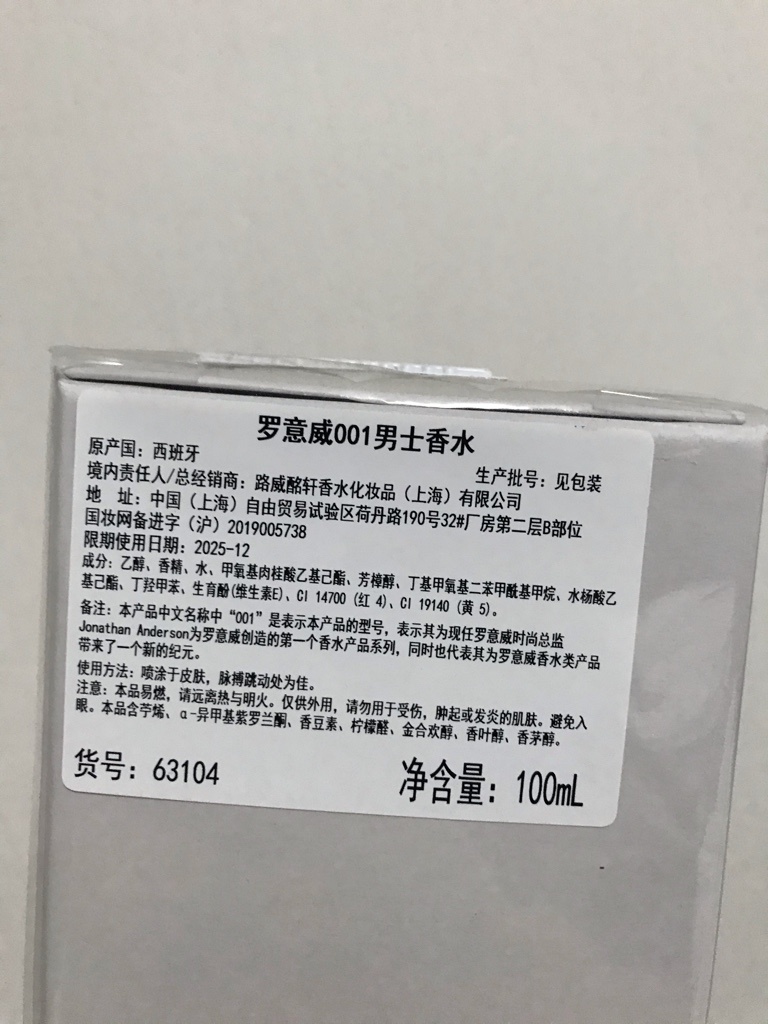 罗意威001男士香水
原产国：西班牙
生产批号：见包装
境内责任人/总经销商：路威酩轩香水化妆品（上海）有限公司
地 址：中国（上海）自由贸易试验区荷丹路190号32#厂房第二层B部位
国妆网备进字（沪）2019005738
限期使用日期：2025-12
成分：乙醇、香精、水、甲氧基肉桂酸乙基己酯、芳樟醇、丁基甲氧基二苯甲酰基甲烷、水杨酸乙
基己酯、丁羟甲苯、生育酚(维生素E)、CI 14700 (红 4)、CI 19140 (黄 5)。
备注：本产品中文名称中“001”是表示本产品的型号，表示其为现任罗意威时尚总监
Jonathan Anderson为罗意威创造的第一个香水产品系列，同时也代表其为罗意威香水类产品
带来了一个新的纪元。
使用方法：喷涂于皮肤，脉搏跳动处为佳。
注意：本品易燃，请远离热与明火。仅供外用，请勿用于受伤，肿起或发炎的肌肤。避免入
眼。本品含苧烯、α-异甲基紫罗兰酮、香豆素、柠檬醛、金合欢醇、香叶醇、香茅醇。
货号：63104
净含量：100mL